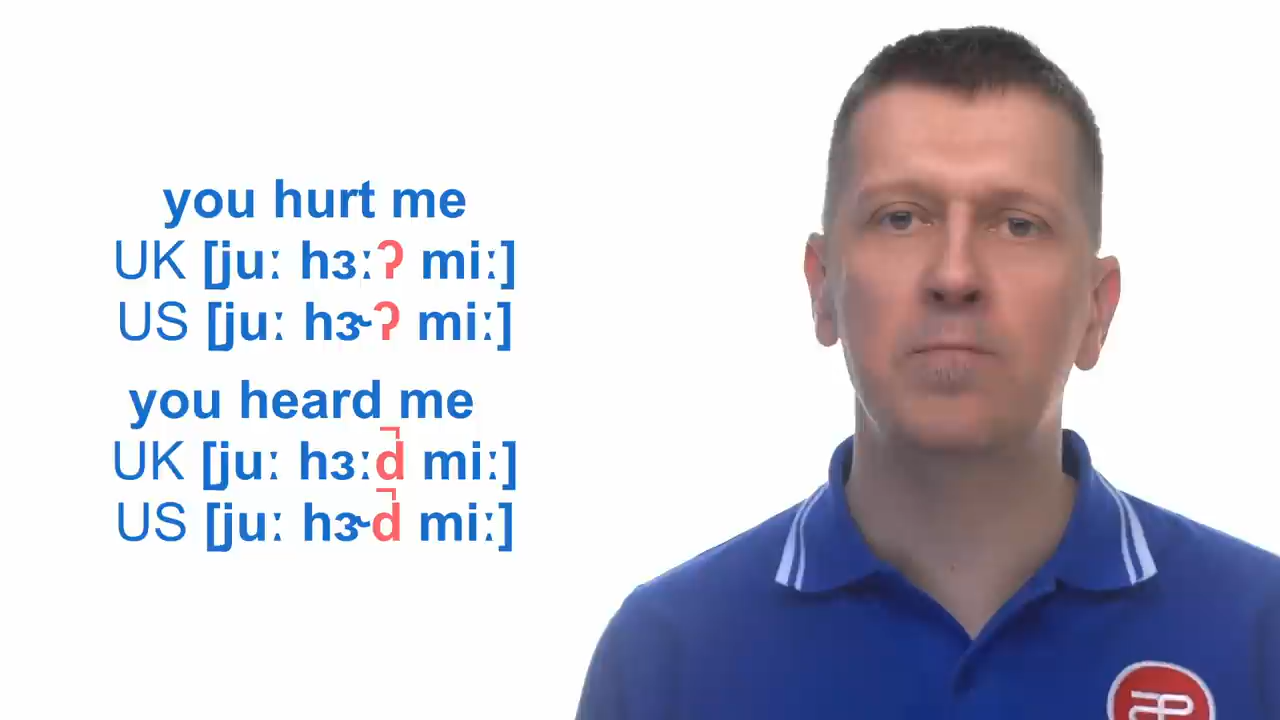 you hurt me
UK [juː hɜːʔ miː]
US [juː hɝʔ miː]
you heard me
UK [juː hɜːd̚ miː]
US [juː hɝd̚ miː]